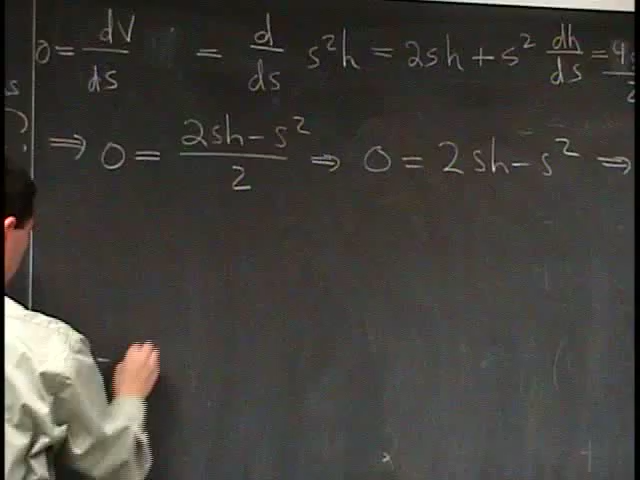 0 = dV/ds = d/ds s²h = 2sh + s² dh/ds =
⇒ 0 = (2sh − s²)/2 ⇒ 0 = 2sh − s² ⇒